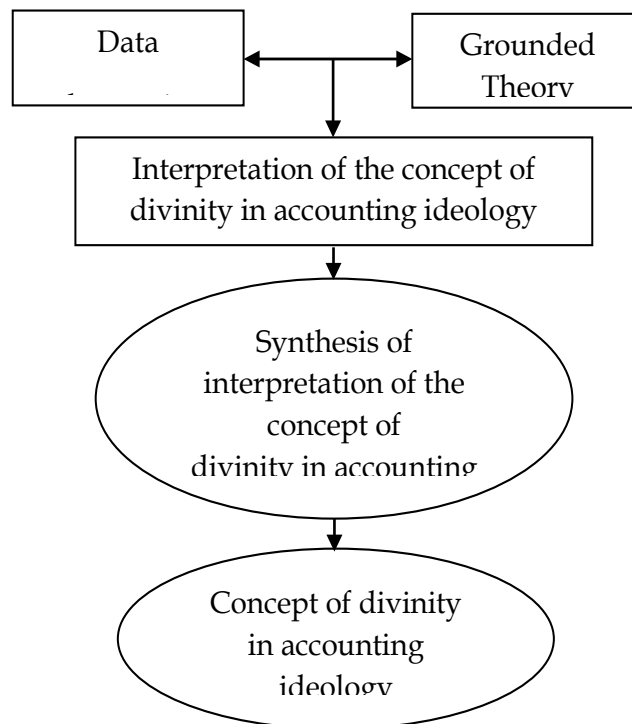 Data
Grounded
Theory
Interpretation of the concept of
divinity in accounting ideology
Synthesis of
interpretation of the
concept of
divinity in accounting
Concept of divinity
in accounting
ideology